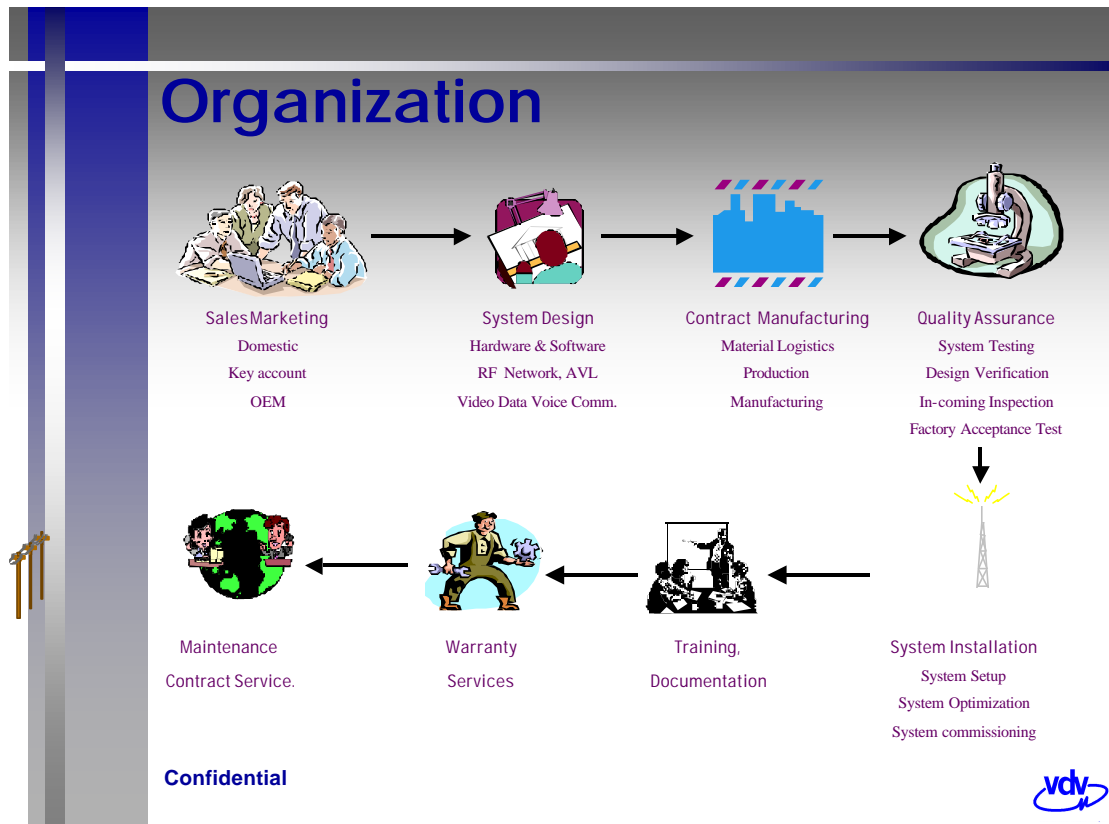 Organization
Sales Marketing
Domestic
Key account
OEM
System Design
Hardware & Software
RF Network, AVL
Video Data Voice Comm.
Contract Manufacturing
Material Logistics
Production
Manufacturing
Quality Assurance
System Testing
Design Verification
In-coming Inspection
Factory Acceptance Test
System Installation
System Setup
System Optimization
System commissioning
Training,
Documentation
Warranty
Services
Maintenance
Contract Service.
Confidential
vdv